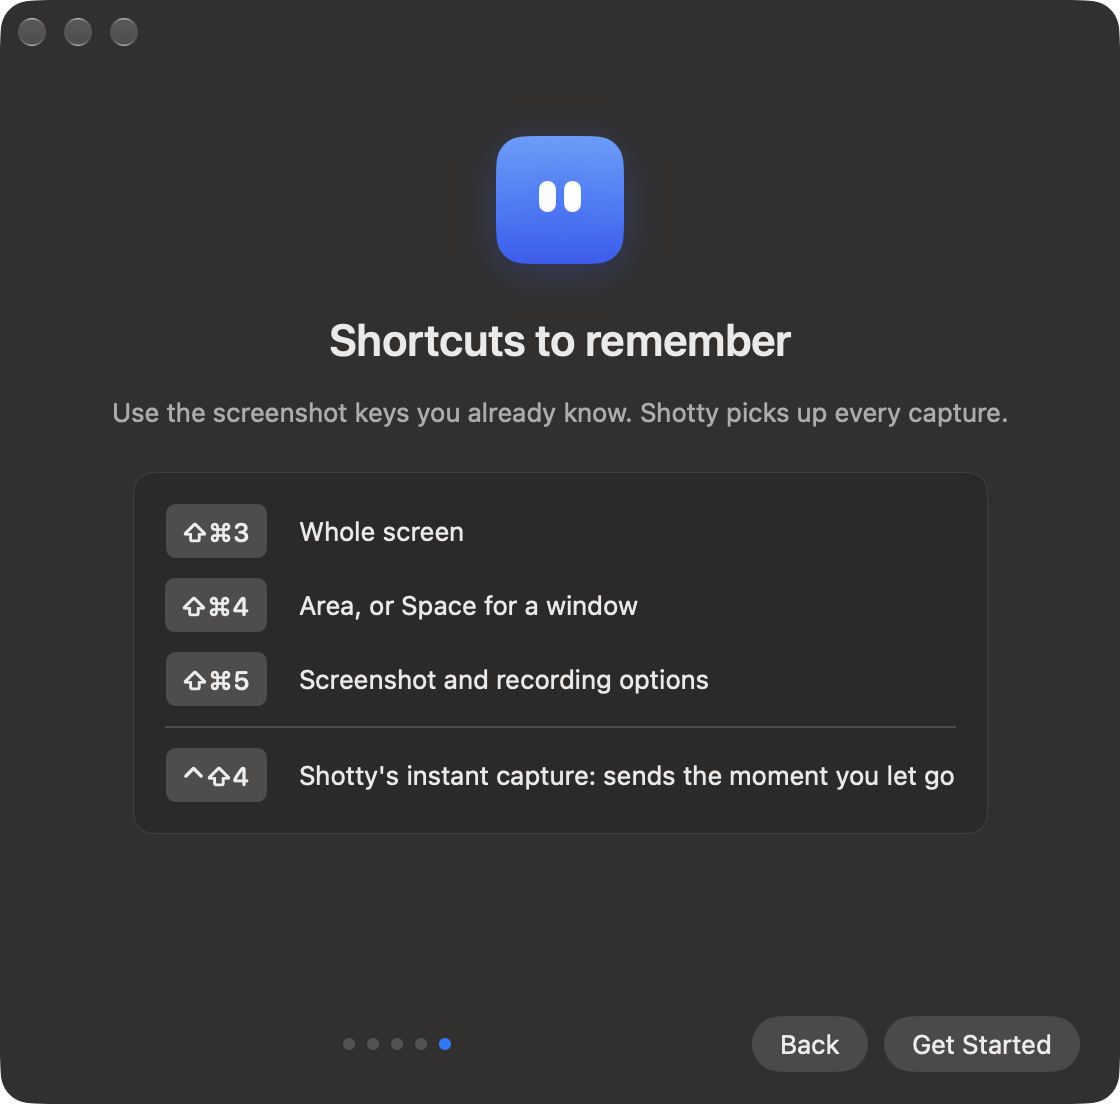 Shortcuts to remember
Use the screenshot keys you already know. Shotty picks up every capture.
⇧⌘3 Whole screen
⇧⌘4 Area, or Space for a window
⇧⌘5 Screenshot and recording options
^⇧4 Shotty's instant capture: sends the moment you let go
Back Get Started